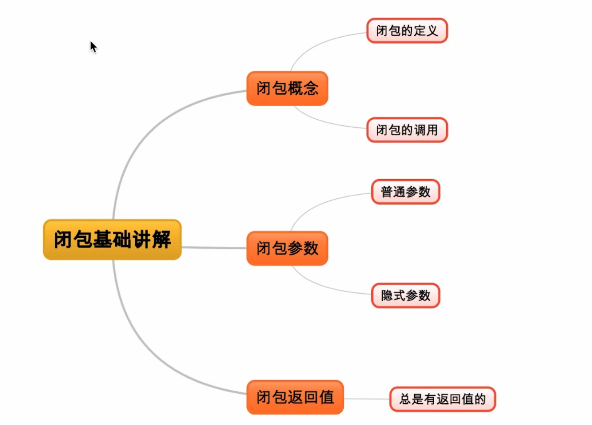 闭包的定义
闭包概念
闭包的调用
普通参数
闭包基础讲解
闭包参数
隐式参数
闭包返回值
总是有返回值的